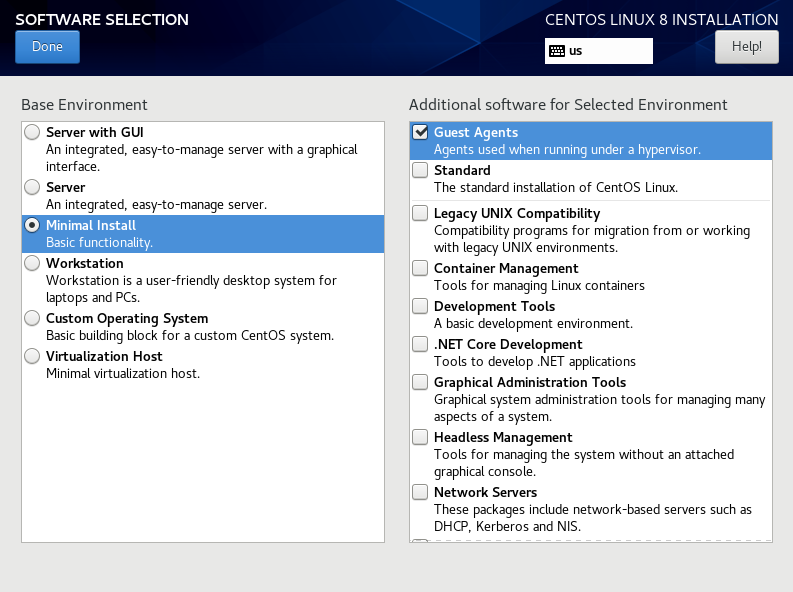 SOFTWARE SELECTION
CENTOS LINUX 8 INSTALLATION
Done
us
Help!
Base Environment
Server with GUI
An integrated, easy-to-manage server with a graphical
interface.
Server
An integrated, easy-to-manage server.
Minimal Install
Basic functionality.
Workstation
Workstation is a user-friendly desktop system for
laptops and PCs.
Custom Operating System
Basic building block for a custom CentOS system.
Virtualization Host
Minimal virtualization host.
Additional software for Selected Environment
Guest Agents
Agents used when running under a hypervisor.
Standard
The standard installation of CentOS Linux.
Legacy UNIX Compatibility
Compatibility programs for migration from or working
with legacy UNIX environments.
Container Management
Tools for managing Linux containers
Development Tools
A basic development environment.
.NET Core Development
Tools to develop .NET applications
Graphical Administration Tools
Graphical system administration tools for managing many
aspects of a system.
Headless Management
Tools for managing the system without an attached
graphical console.
Network Servers
These packages include network-based servers such as
DHCP, Kerberos and NIS.